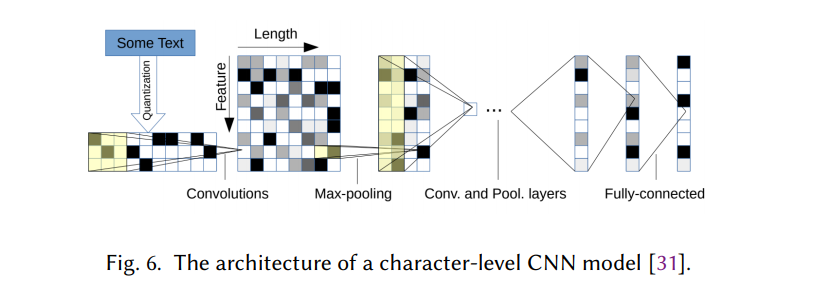 Some Text
Quantization
Length
Feature
...
Convolutions
Max-pooling
Conv. and Pool. layers
Fully-connected
Fig. 6. The architecture of a character-level CNN model [31].